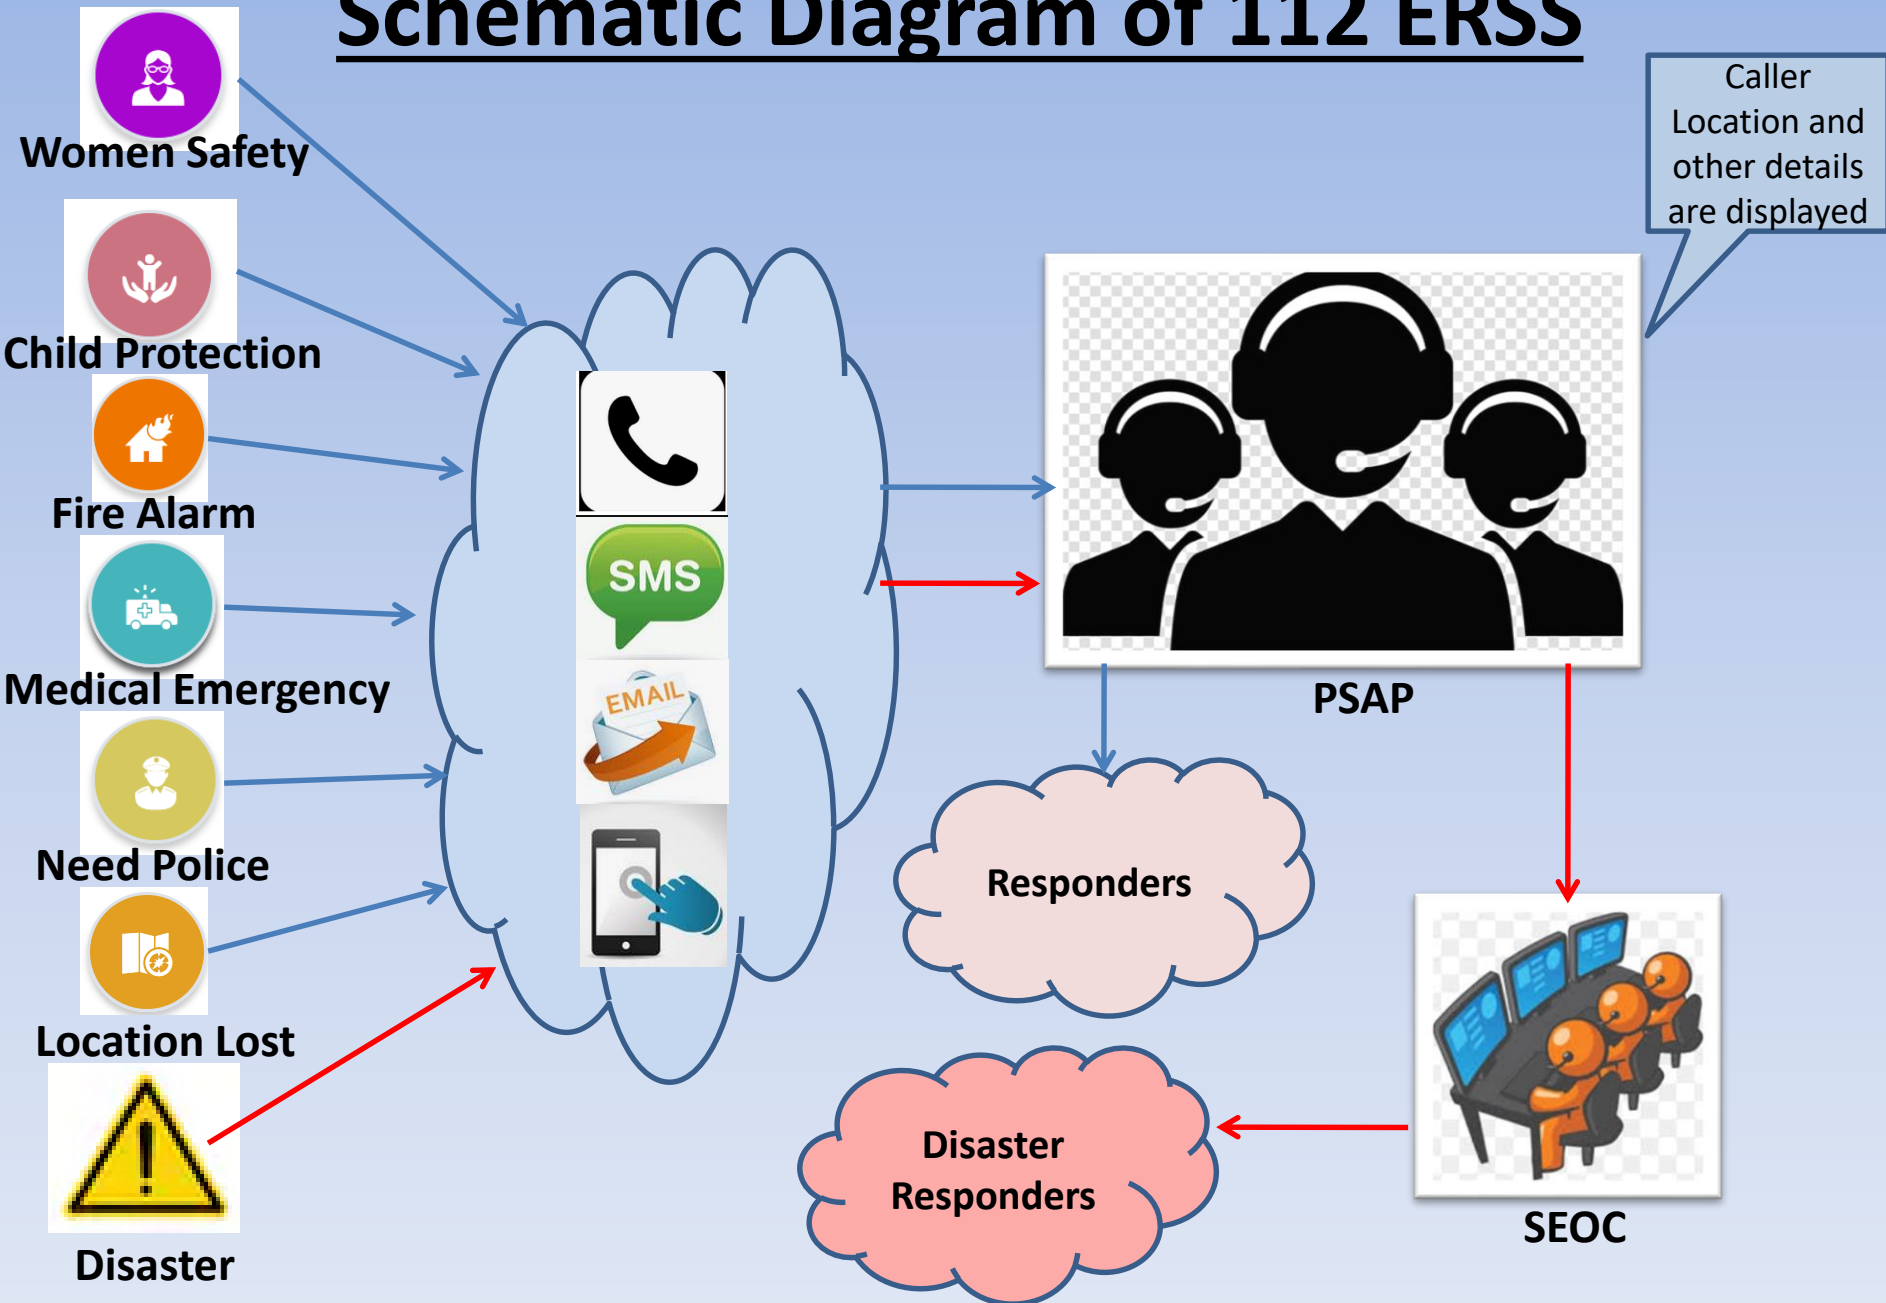 Schematic Diagram of 112 ERSS
Women Safety
Child Protection
Fire Alarm
Medical Emergency
Need Police
Location Lost
Disaster
SMS
EMAIL
Caller
Location and
other details
are displayed
PSAP
Responders
Disaster
Responders
SEOC